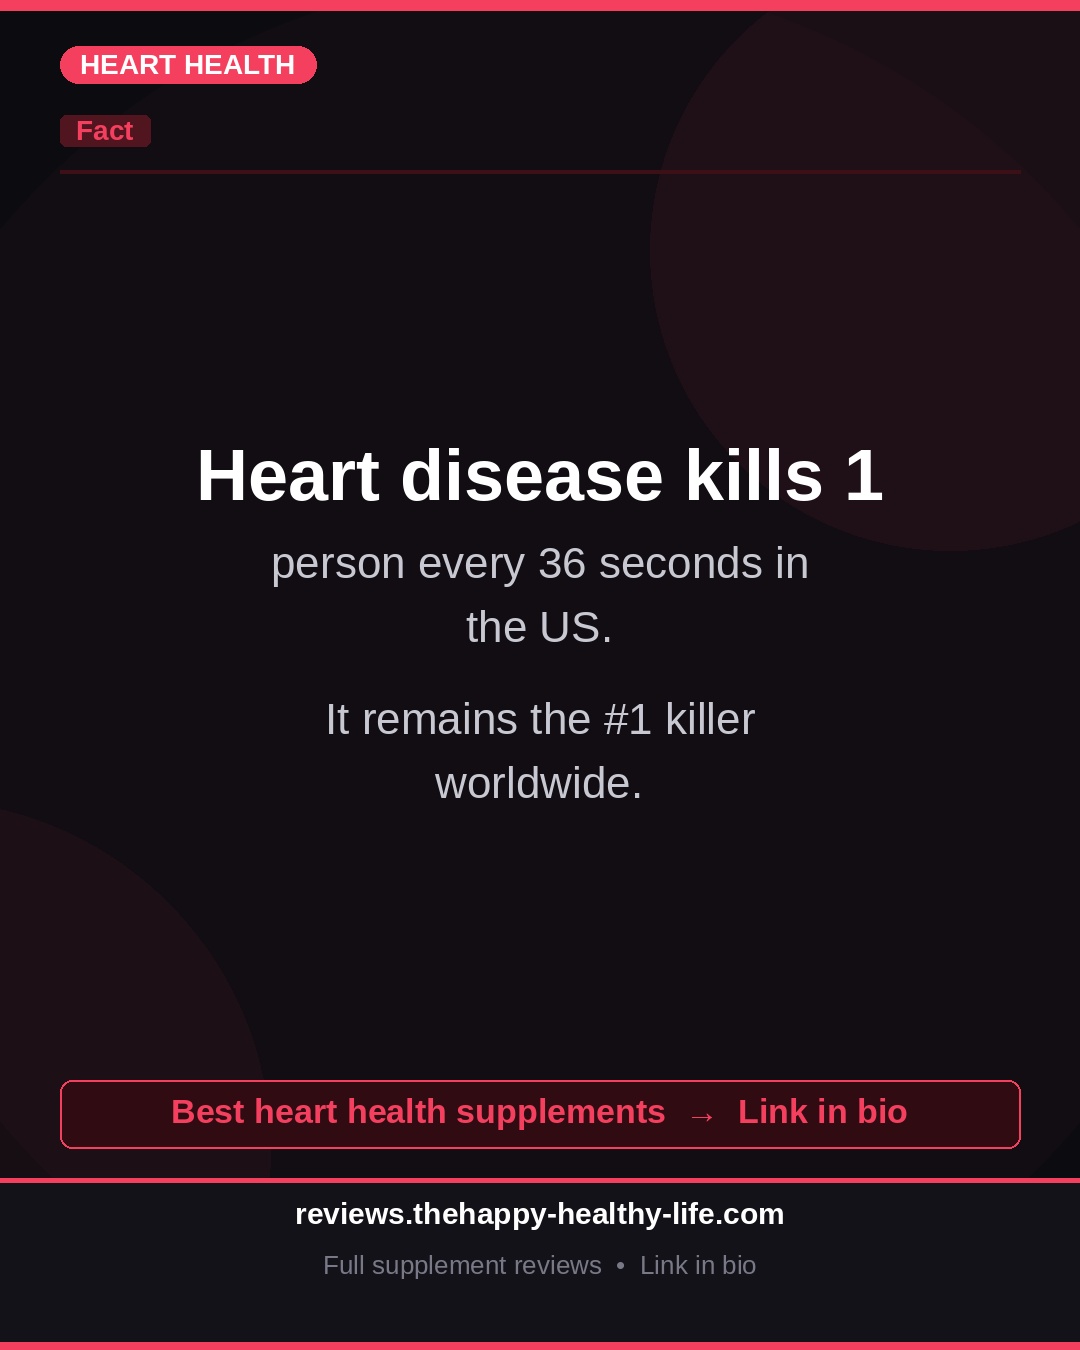 HEART HEALTH
Fact
Heart disease kills 1
person every 36 seconds in
the US.
It remains the #1 killer
worldwide.
Best heart health supplements → Link in bio
reviews.thehappy-healthy-life.com
Full supplement reviews • Link in bio